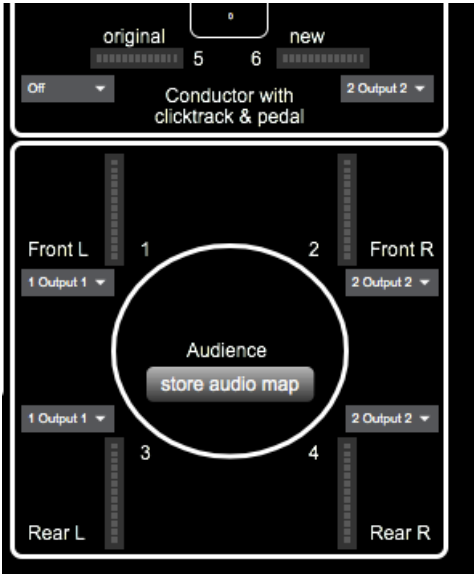 D
original
new
5
6
Off
Conductor with
clicktrack & pedal
2 Output 2
Front L
1
2
Front R
1 Output 1
2 Output 2
Audience
store audio map
1 Output 1
2 Output 2
3
4
Rear L
Rear R